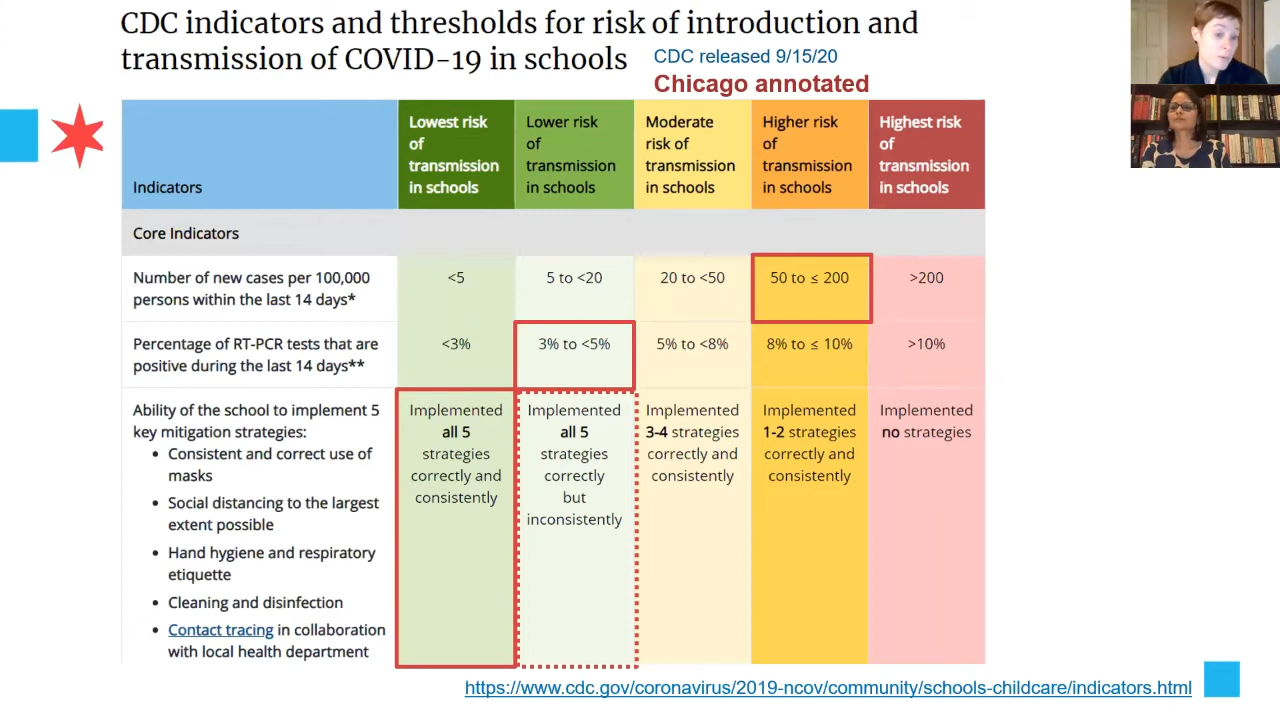 CDC indicators and thresholds for risk of introduction and
transmission of COVID-19 in schools
CDC released 9/15/20
Chicago annotated
Indicators
Lowest risk
of
transmission
in schools
Lower risk
of
transmission
in schools
Moderate
risk of
transmission
in schools
Higher risk
of
transmission
in schools
Highest risk
of
transmission
in schools
Core Indicators
Number of new cases per 100,000
persons within the last 14 days*
<5
5 to <20
20 to <50
50 to ≤ 200
>200
Percentage of RT-PCR tests that are
positive during the last 14 days**
<3%
3% to <5%
5% to <8%
8% to ≤ 10%
>10%
Ability of the school to implement 5
key mitigation strategies:
• Consistent and correct use of
masks
• Social distancing to the largest
extent possible
• Hand hygiene and respiratory
etiquette
• Cleaning and disinfection
• Contact tracing in collaboration
with local health department
Implemented
all 5
strategies
correctly and
consistently
Implemented
all 5
strategies
correctly
but
inconsistently
Implemented
3-4 strategies
correctly and
consistently
Implemented
1-2 strategies
correctly and
consistently
Implemented
no strategies
https://www.cdc.gov/coronavirus/2019-ncov/community/schools-childcare/indicators.html